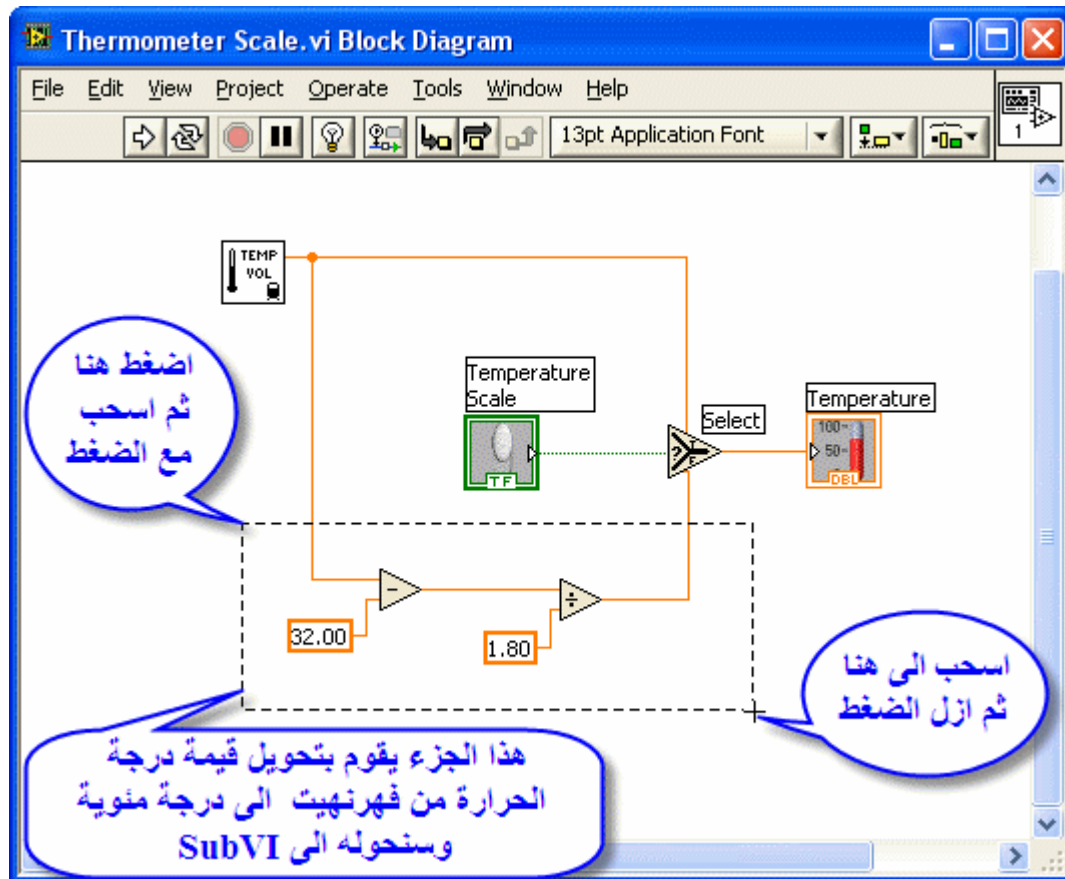 Thermometer Scale.vi Block Diagram
File Edit View Project Operate Tools Window Help
13pt Application Font
1
TEMP
VOL
اضغط هنا
ثم اسحب
مع الضغط
Temperature
Scale
TF
Select
?
F
Temperature
100
50
DBL
-
÷
32.00
1.80
اسحب الى هنا
ثم ازل الضغط
هذا الجزء يقوم بتحويل قيمة درجة
الحرارة من فهرنهيت الى درجة مئوية
وسنحوله الى SubVI